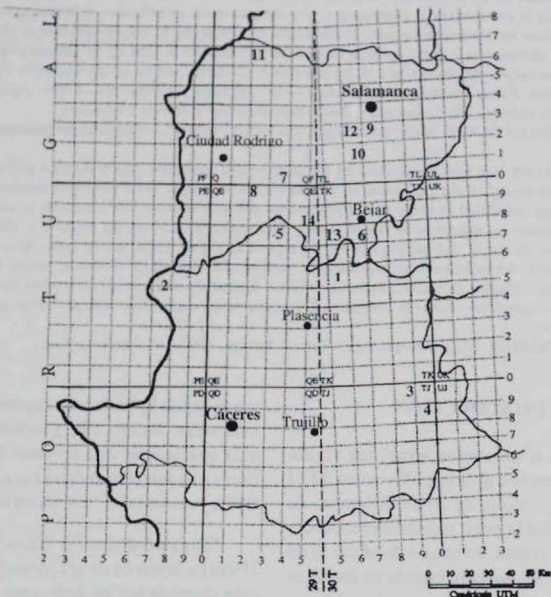 PORTUGAL
8
7
6
5
4
3
2
1
0
9
8
7
6
5
4
3
2
1
0
9
8
7
6
5
4
3
2
11
Salamanca
12 9
10
Ciudad Rodrigo
PF Q
PE QE
8
7
QF TL
QE TK
TL UL
TK UK
14
5
13
Bejar
6
2
1
Plasencia
PE QE
PD QD
QE TK
QD TJ
TK UK
TJ UJ
3
4
Cáceres
Trujillo
2 3 4 5 6 7 8 9 0 1 2 3 4 5 6 7 8 9 0 1 2 3
29 T
30 T
0 10 20 30 40 50 Km
Cuadrícula UTM